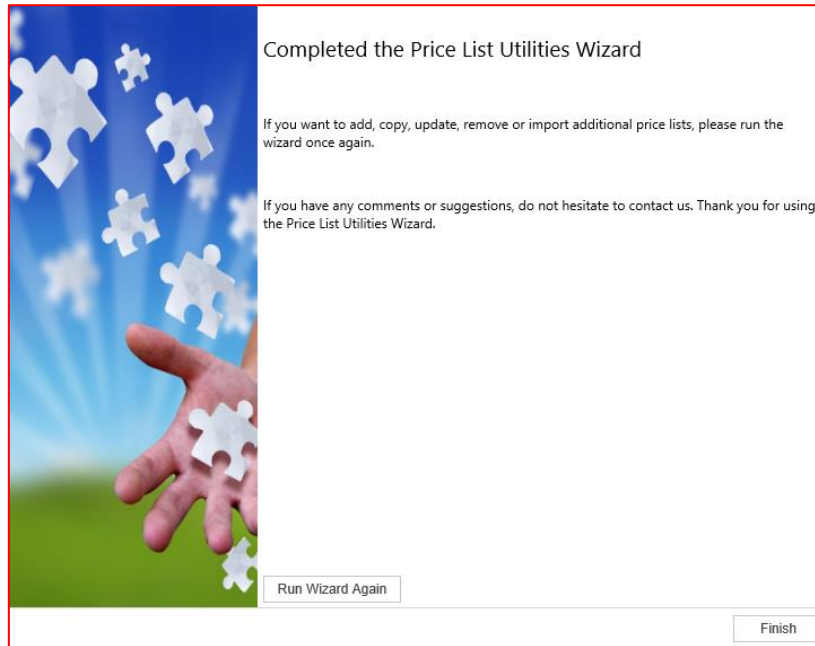 Completed the Price List Utilities Wizard
If you want to add, copy, update, remove or import additional price lists, please run the
wizard once again.
If you have any comments or suggestions, do not hesitate to contact us. Thank you for using
the Price List Utilities Wizard.
Run Wizard Again
Finish